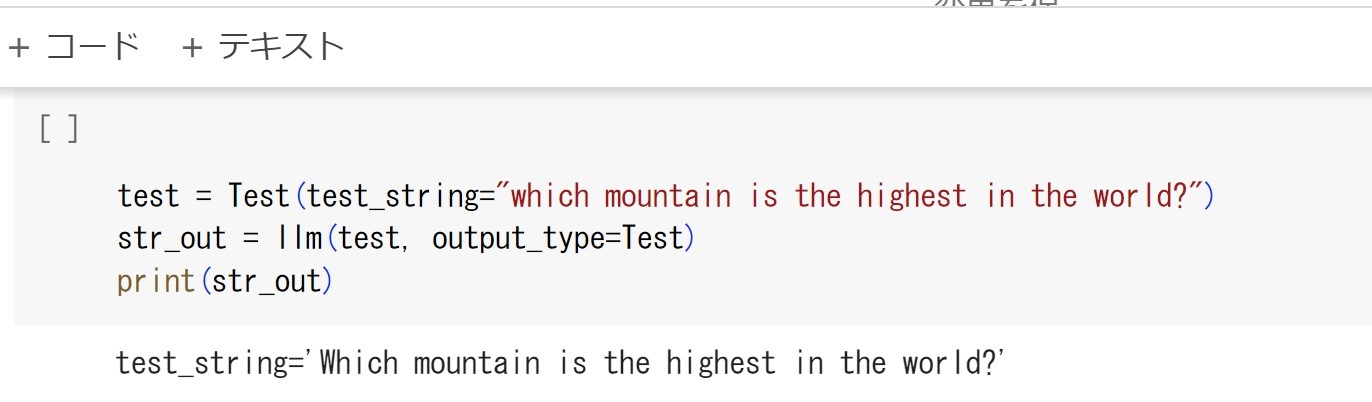 + コード + テキスト
[ ]
test = Test(test_string="which mountain is the highest in the world?")
str_out = llm(test, output_type=Test)
print(str_out)
test_string='Which mountain is the highest in the world?'